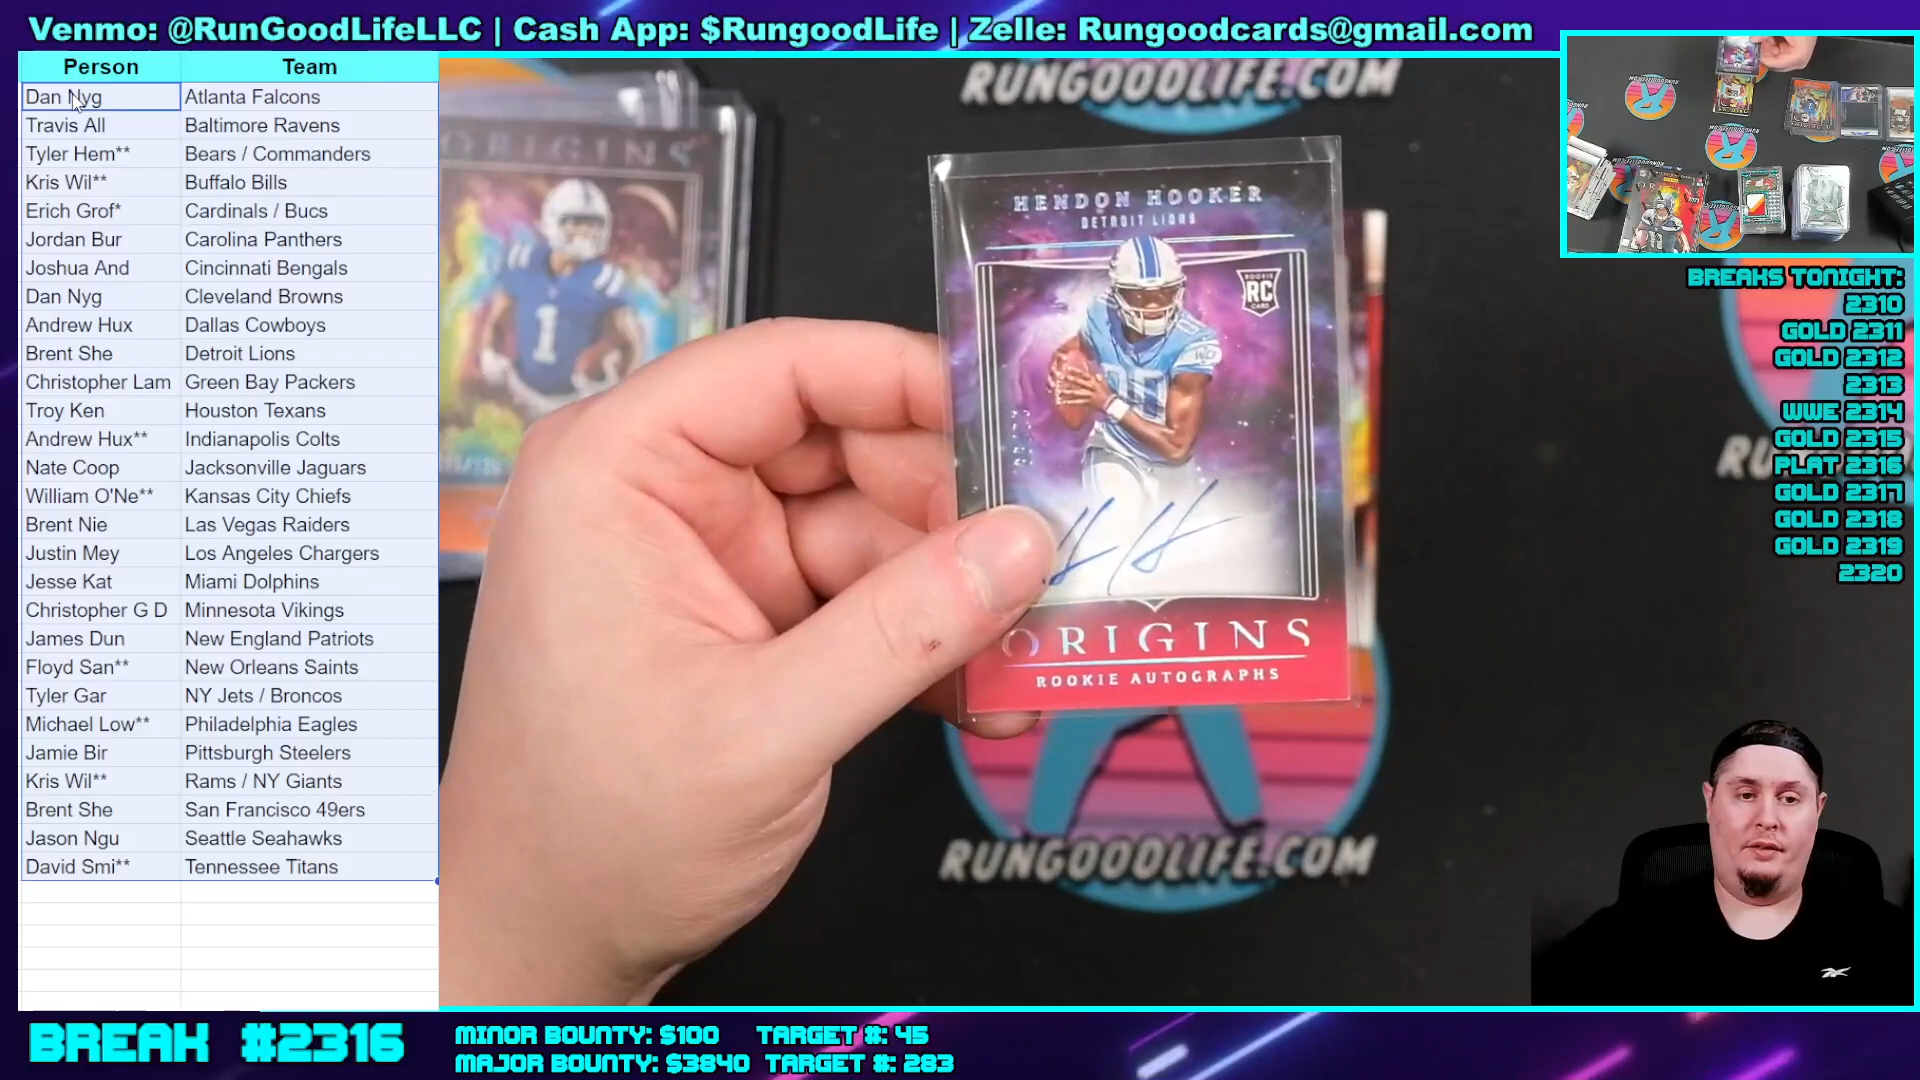 Venmo: @RunGoodLifeLLC | Cash App: $RungoodLife | Zelle: Rungoodcards@gmail.com
Person Team
Dan Nyg Atlanta Falcons
Travis All Baltimore Ravens
Tyler Hem** Bears / Commanders
Kris Wil** Buffalo Bills
Erich Grof* Cardinals / Bucs
Jordan Bur Carolina Panthers
Joshua And Cincinnati Bengals
Dan Nyg Cleveland Browns
Andrew Hux Dallas Cowboys
Brent She Detroit Lions
Christopher Lam Green Bay Packers
Troy Ken Houston Texans
Andrew Hux** Indianapolis Colts
Nate Coop Jacksonville Jaguars
William O'Ne** Kansas City Chiefs
Brent Nie Las Vegas Raiders
Justin Mey Los Angeles Chargers
Jesse Kat Miami Dolphins
Christopher G D Minnesota Vikings
James Dun New England Patriots
Floyd San** New Orleans Saints
Tyler Gar NY Jets / Broncos
Michael Low** Philadelphia Eagles
Jamie Bir Pittsburgh Steelers
Kris Wil** Rams / NY Giants
Brent She San Francisco 49ers
Jason Ngu Seattle Seahawks
David Smi** Tennessee Titans
RUNGOODLIFE.COM
ORIGINS
1
HENDON HOOKER
DETROIT LIONS
ROOKIE
RC
CARD
ORIGINS
ROOKIE AUTOGRAPHS
RUNGOODLIFE.COM
BREAKS TONIGHT:
2310
GOLD 2311
GOLD 2312
2313
WWE 2314
GOLD 2315
PLAT 2316
GOLD 2317
GOLD 2318
GOLD 2319
2320
BREAK #2316
MINOR BOUNTY: $100 TARGET #: 45
MAJOR BOUNTY: $3840 TARGET #: 283